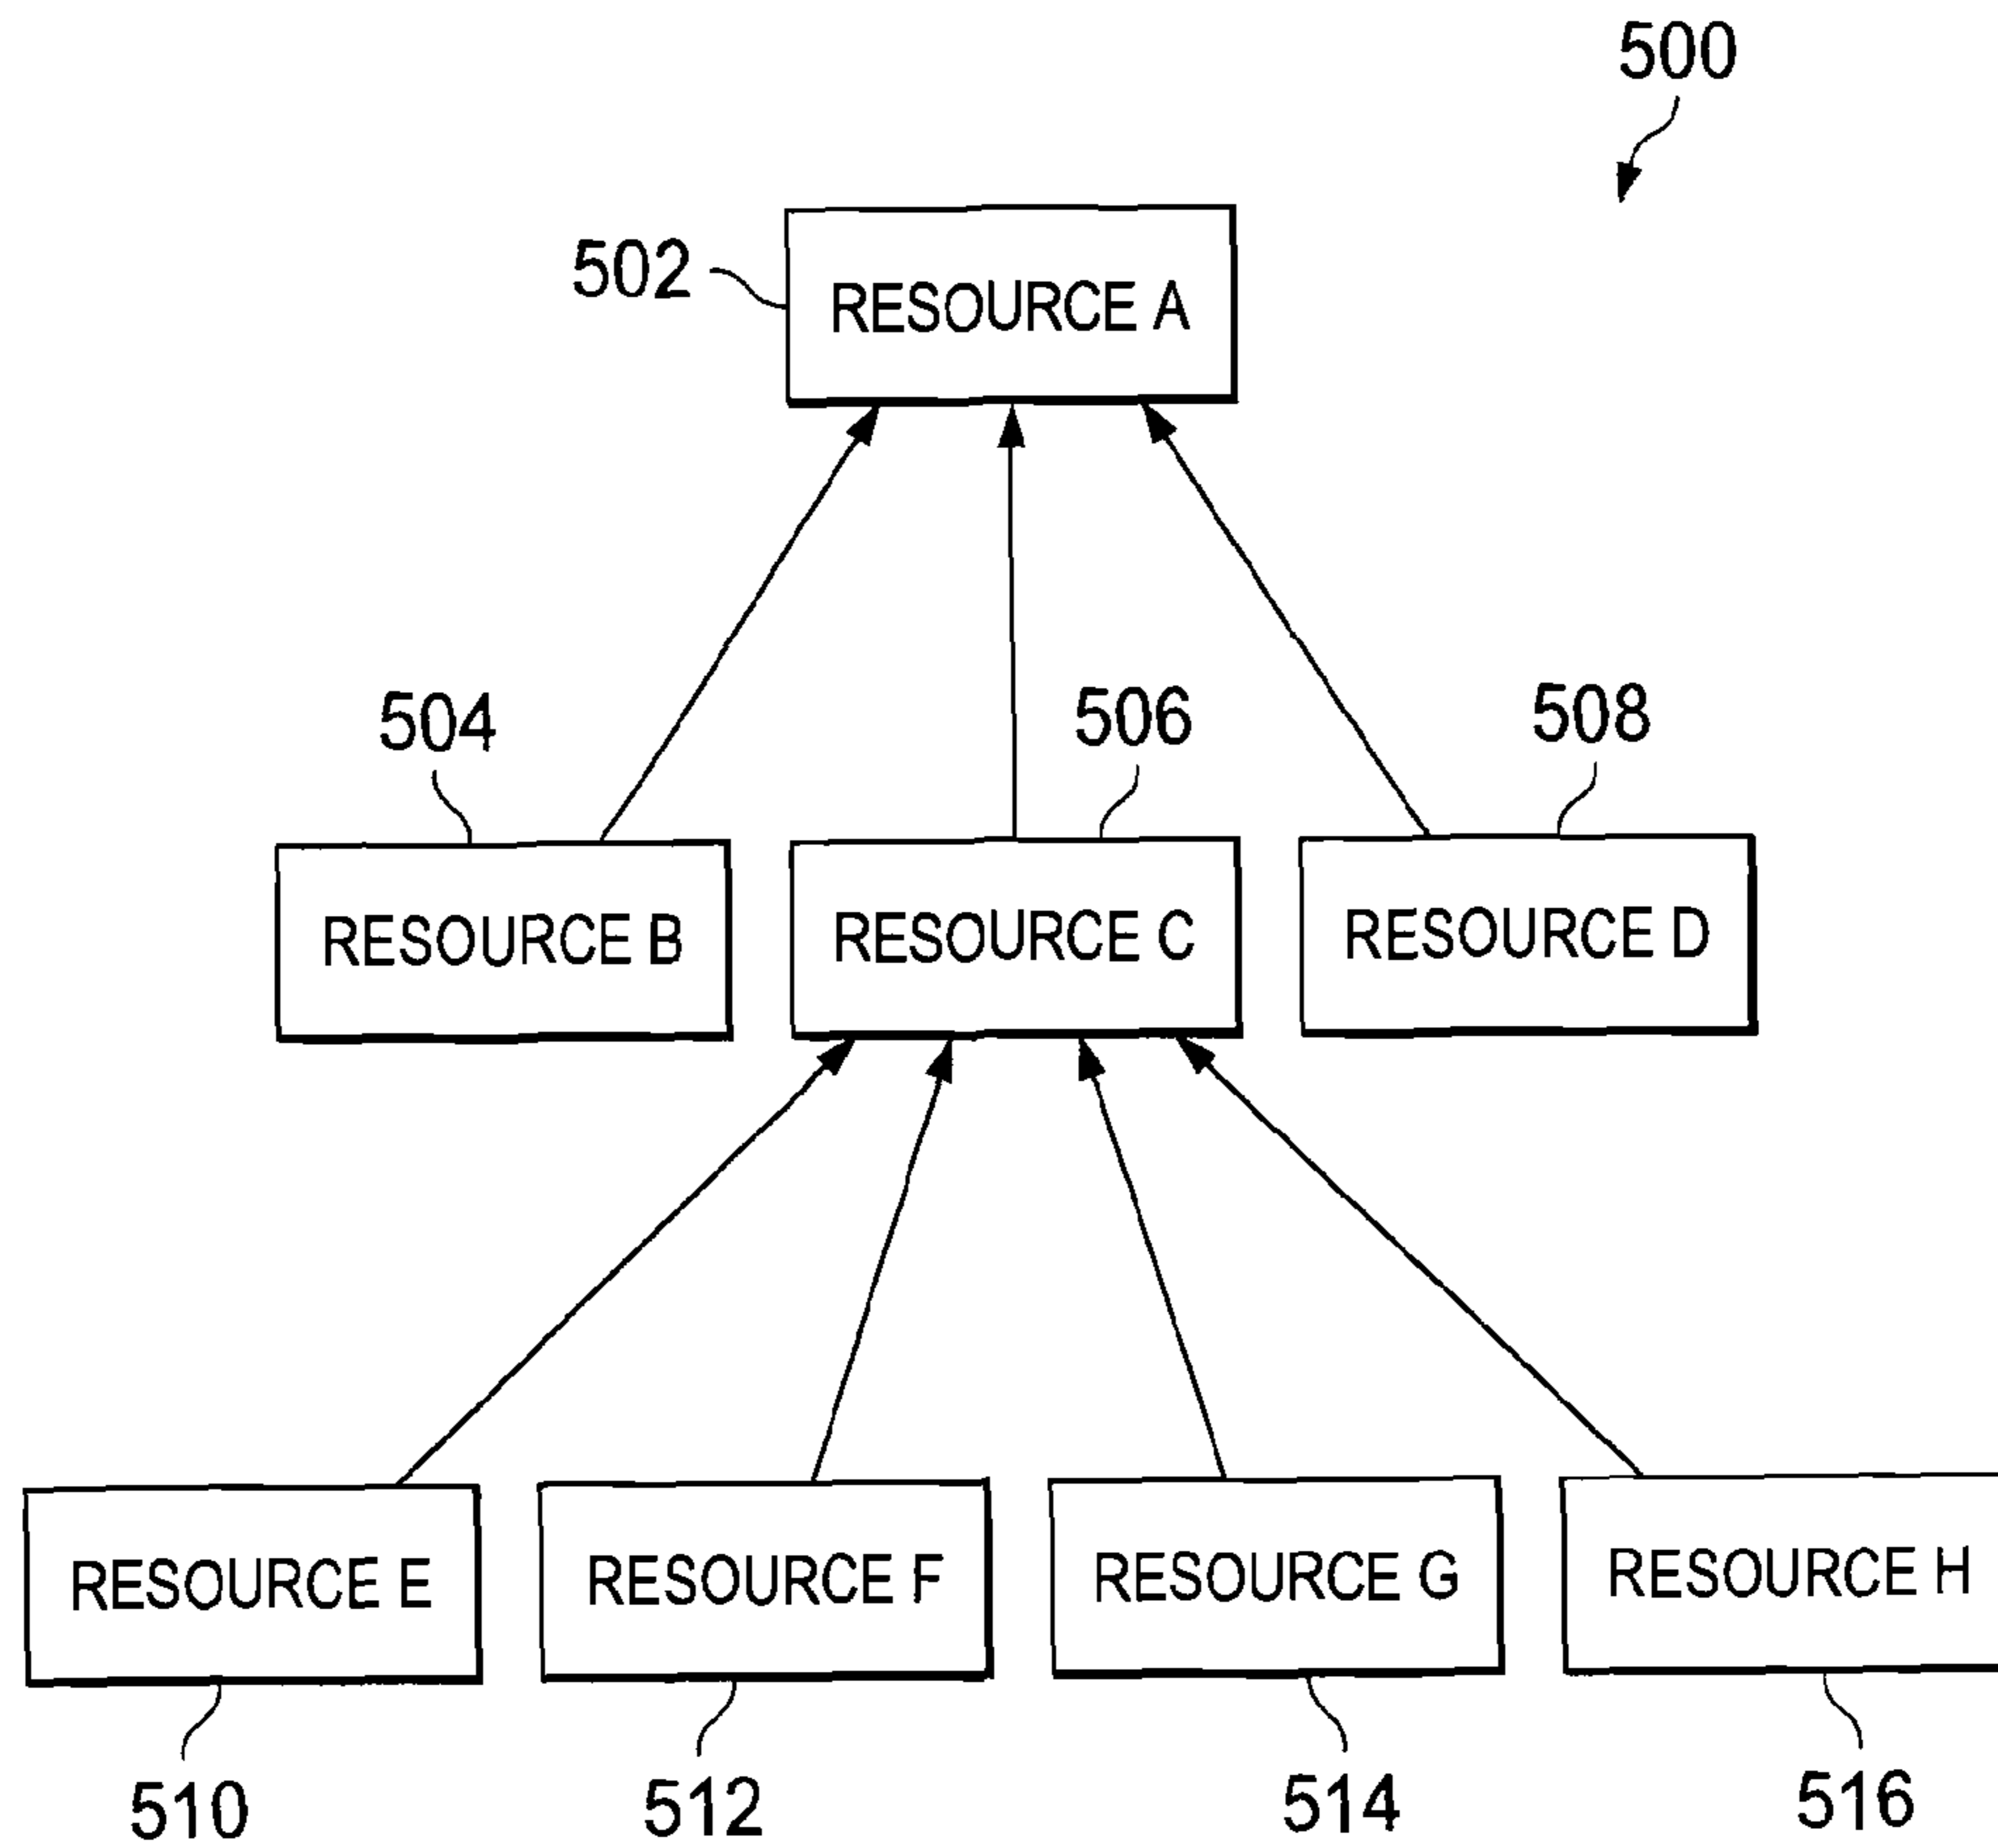 500
502
RESOURCE A
504
506
508
RESOURCE B
RESOURCE C
RESOURCE D
RESOURCE E
RESOURCE F
RESOURCE G
RESOURCE H
510
512
514
516